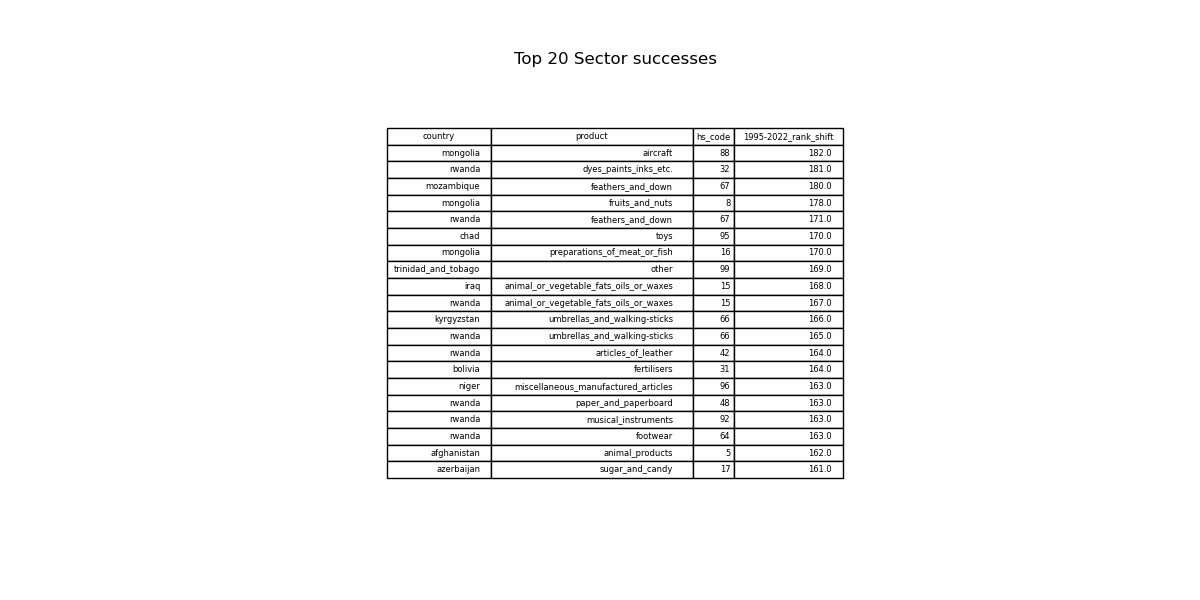 Top 20 Sector successes
country product hs_code 1995-2022_rank_shift
mongolia aircraft 88 182.0
rwanda dyes_paints_inks_etc. 32 181.0
mozambique feathers_and_down 67 180.0
mongolia fruits_and_nuts 8 178.0
rwanda feathers_and_down 67 171.0
chad toys 95 170.0
mongolia preparations_of_meat_or_fish 16 170.0
trinidad_and_tobago other 99 169.0
iraq animal_or_vegetable_fats_oils_or_waxes 15 168.0
rwanda animal_or_vegetable_fats_oils_or_waxes 15 167.0
kyrgyzstan umbrellas_and_walking-sticks 66 166.0
rwanda umbrellas_and_walking-sticks 66 165.0
rwanda articles_of_leather 42 164.0
bolivia fertilisers 31 164.0
niger miscellaneous_manufactured_articles 96 163.0
rwanda paper_and_paperboard 48 163.0
rwanda musical_instruments 92 163.0
rwanda footwear 64 163.0
afghanistan animal_products 5 162.0
azerbaijan sugar_and_candy 17 161.0